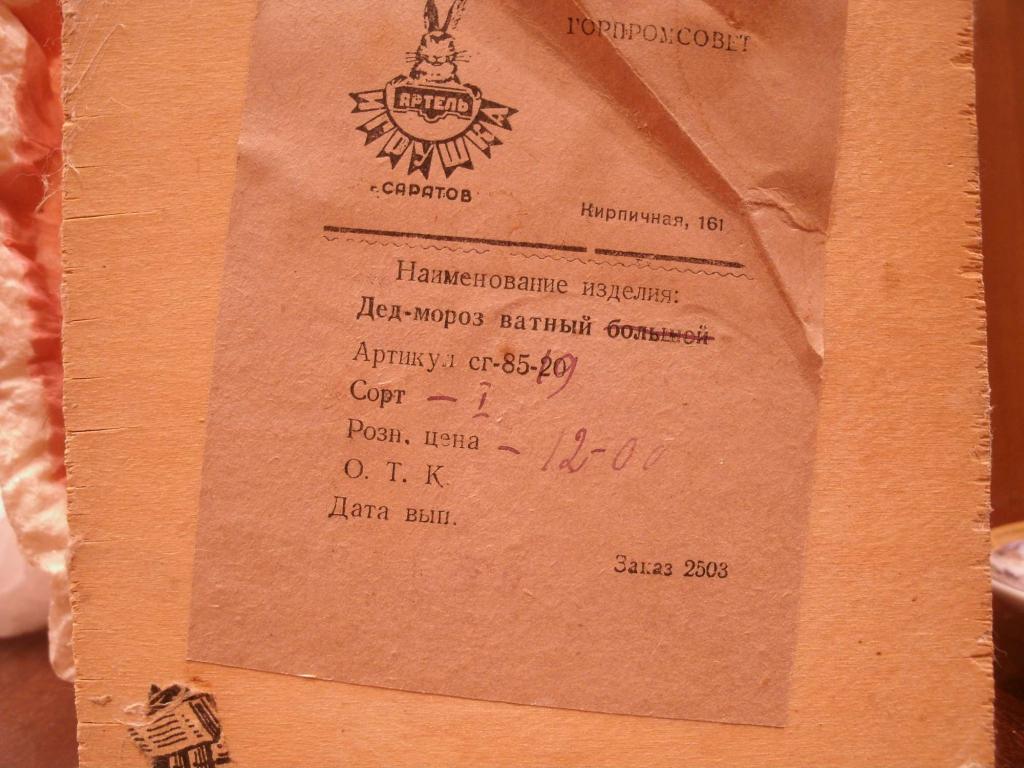 ГОРПРОМСОВЕТ
АРТЕЛЬ
ИГРУШКА
г. САРАТОВ
Кирпичная, 161
Наименование изделия:
Дед-мороз ватный большой
Артикул сг-85-20 19
Сорт – I
Розн. цена – 12-00
О. Т. К.
Дата вып.
Заказ 2503